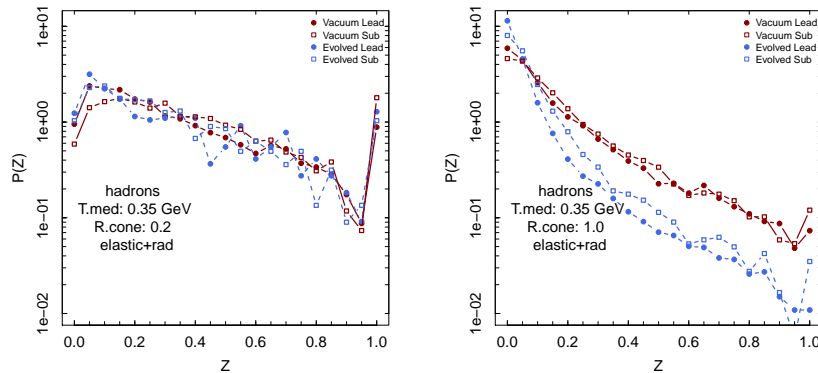 1e-02 1e-01 1e+00 1e+01
P(Z)
Vacuum Lead
Vacuum Sub
Evolved Lead
Evolved Sub
hadrons
T.med: 0.35 GeV
R.cone: 0.2
elastic+rad
0.0 0.2 0.4 0.6 0.8 1.0
Z
1e-02 1e-01 1e+00 1e+01
P(Z)
Vacuum Lead
Vacuum Sub
Evolved Lead
Evolved Sub
hadrons
T.med: 0.35 GeV
R.cone: 1.0
elastic+rad
0.0 0.2 0.4 0.6 0.8 1.0
Z